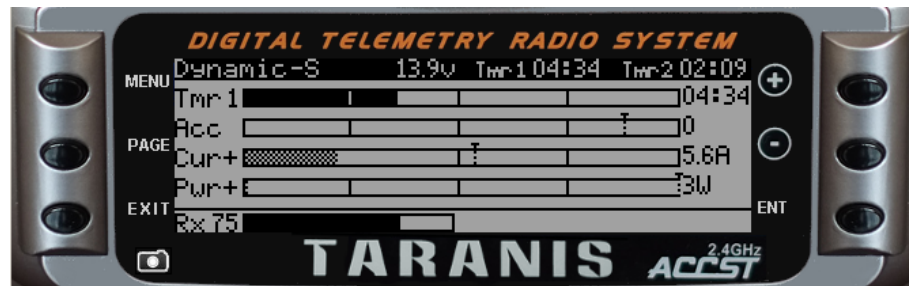 DIGITAL TELEMETRY RADIO SYSTEM
MENU
Dynamic-S 13.9v Tmr1 04:34 Tmr2 02:09
Tmr1 04:34
Acc 0
PAGE
Cur+ 5.6A
Pwr+ 3W
EXIT
ENT
Rx 75
TARANIS
2.4GHz
ACCST